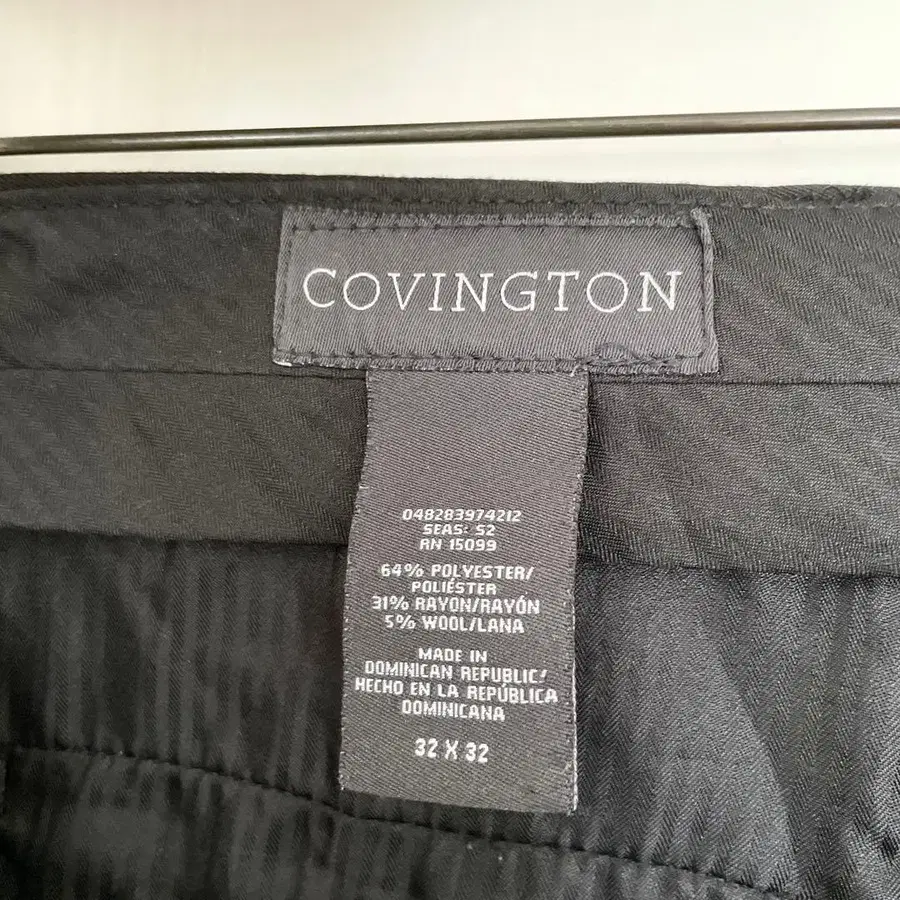 COVINGTON
048283974212
SEAS: S2
RN 15099
64% POLYESTER/
POLIÉSTER
31% RAYON/RAYÓN
5% WOOL/LANA
MADE IN
DOMINICAN REPUBLIC/
HECHO EN LA REPÚBLICA
DOMINICANA
32 X 32